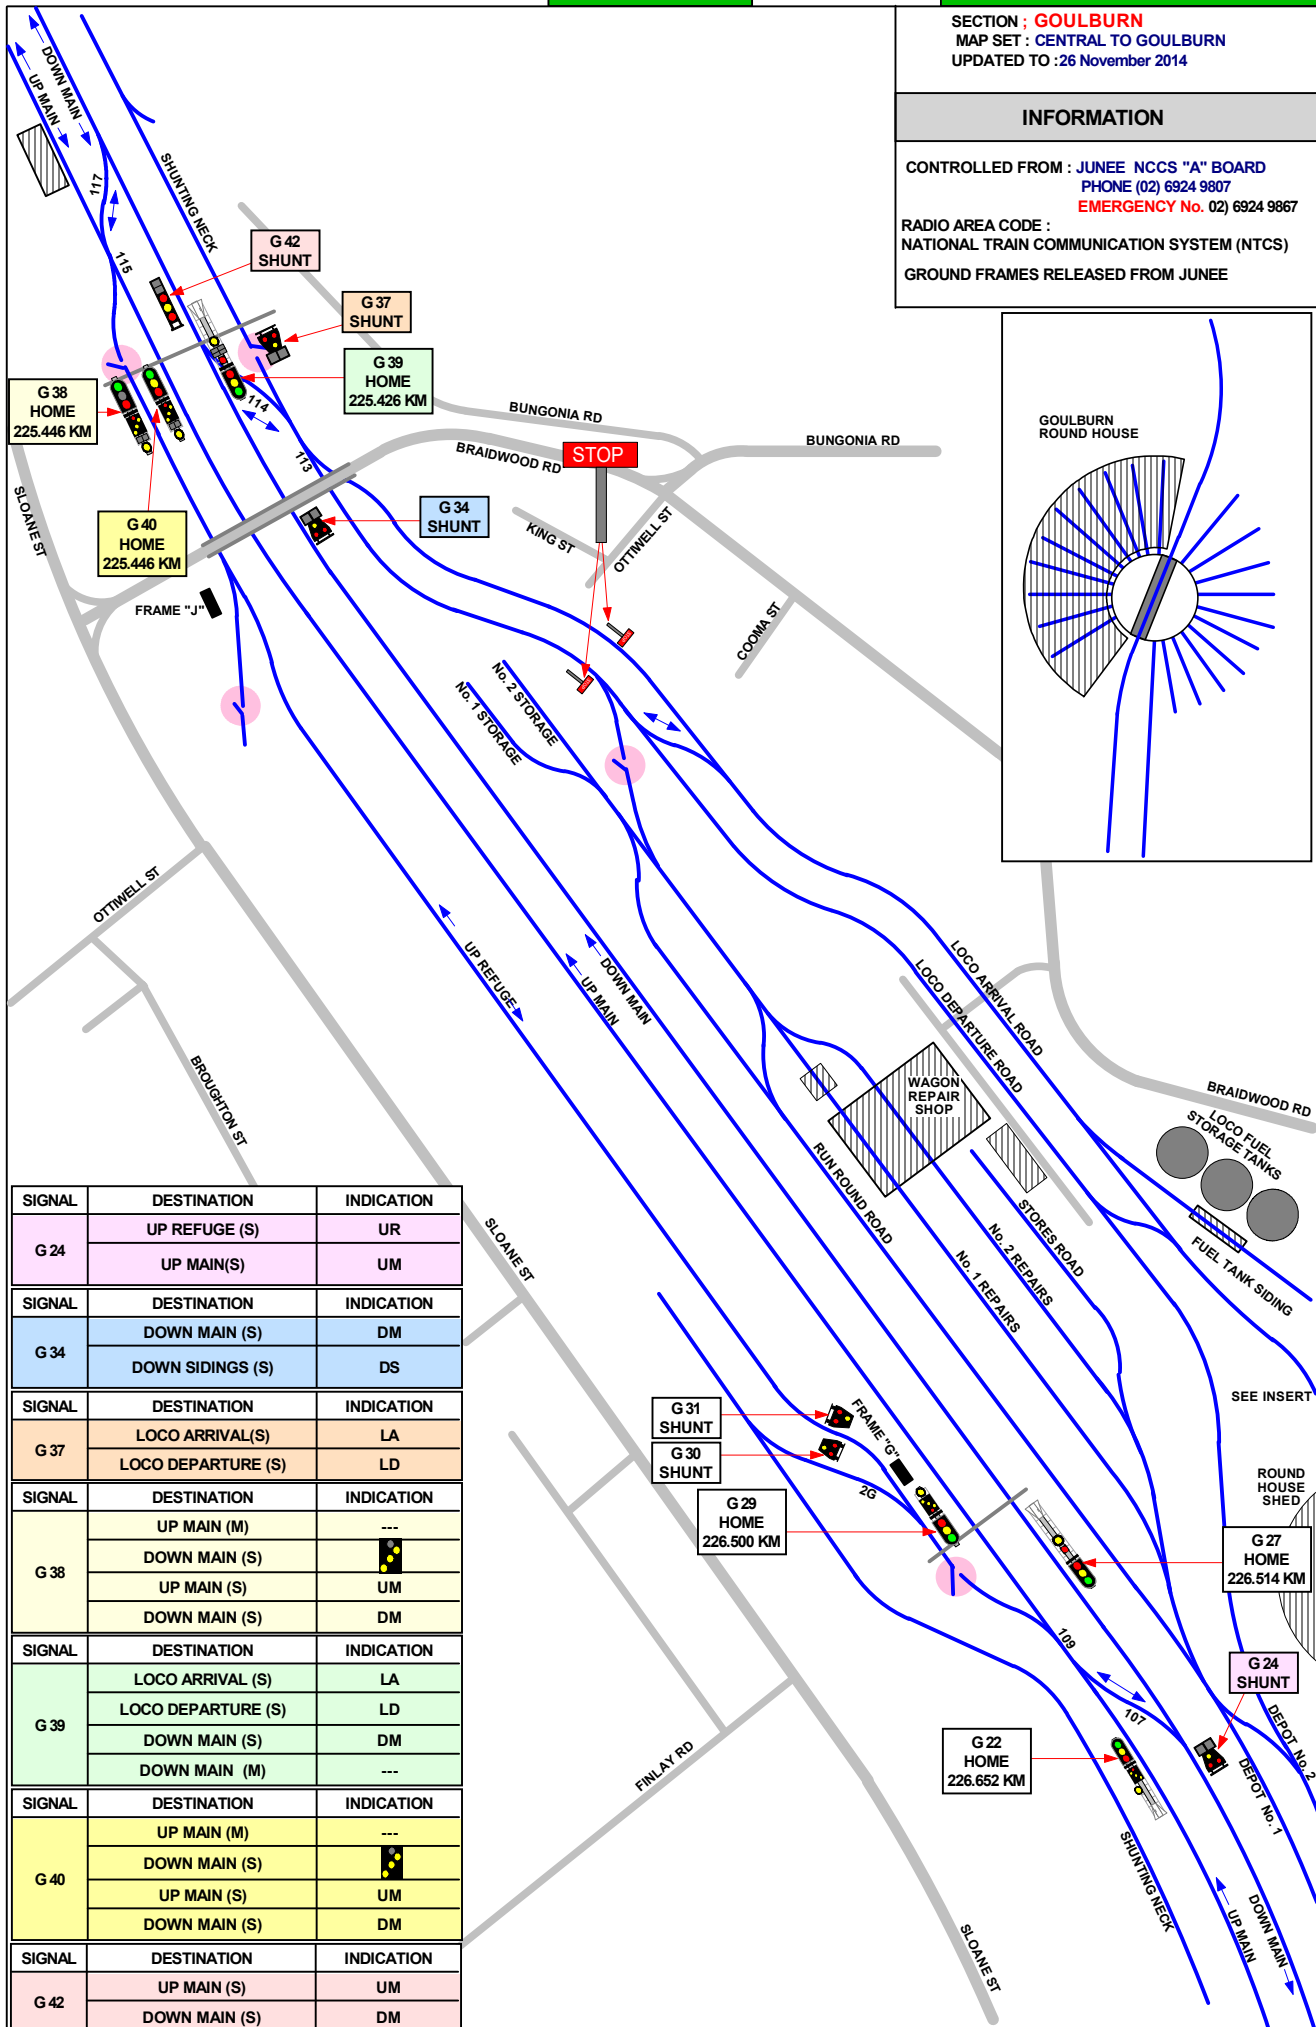 SECTION ; GOULBURN
MAP SET : CENTRAL TO GOULBURN
UPDATED TO :26 November 2014
INFORMATION
CONTROLLED FROM : JUNEE NCCS "A" BOARD
PHONE (02) 6924 9807
EMERGENCY No. 02) 6924 9867
RADIO AREA CODE :
NATIONAL TRAIN COMMUNICATION SYSTEM (NTCS)
GROUND FRAMES RELEASED FROM JUNEE
DOWN MAIN
UP MAIN
117
115
SHUNTING NECK
G 42
SHUNT
G 37
SHUNT
G 39
HOME
225.426 KM
G 38
HOME
225.446 KM
114
113
G 40
HOME
225.446 KM
G 34
SHUNT
BUNGONIA RD
BUNGONIA RD
BRAIDWOOD RD
STOP
KING ST
OTTIWELL ST
COOMA ST
SLOANE ST
FRAME "J"
GOULBURN
ROUND HOUSE
No. 2 STORAGE
No. 1 STORAGE
OTTIWELL ST
BROUGHTON ST
UP REFUGE
UP MAIN
DOWN MAIN
LOCO ARRIVAL ROAD
LOCO DEPARTURE ROAD
WAGON
REPAIR
SHOP
BRAIDWOOD RD
LOCO FUEL
STORAGE TANKS
FUEL TANK SIDING
RUN ROUND ROAD
STORES ROAD
No. 2 REPAIRS
No. 1 REPAIRS
SLOANE ST
SEE INSERT
G 31
SHUNT
G 30
SHUNT
FRAME "G"
2G
G 29
HOME
226.500 KM
ROUND
HOUSE
SHED
G 27
HOME
226.514 KM
109
107
G 24
SHUNT
G 22
HOME
226.652 KM
DEPOT No. 2
DEPOT No. 1
FINLAY RD
SHUNTING NECK
UP MAIN
DOWN MAIN
SLOANE ST
SIGNAL DESTINATION INDICATION
G 24
UP REFUGE (S) UR
UP MAIN(S) UM
SIGNAL DESTINATION INDICATION
G 34
DOWN MAIN (S) DM
DOWN SIDINGS (S) DS
SIGNAL DESTINATION INDICATION
G 37
LOCO ARRIVAL(S) LA
LOCO DEPARTURE (S) LD
SIGNAL DESTINATION INDICATION
G 38
UP MAIN (M) ---
DOWN MAIN (S)
UP MAIN (S) UM
DOWN MAIN (S) DM
SIGNAL DESTINATION INDICATION
G 39
LOCO ARRIVAL (S) LA
LOCO DEPARTURE (S) LD
DOWN MAIN (S) DM
DOWN MAIN (M) ---
SIGNAL DESTINATION INDICATION
G 40
UP MAIN (M) ---
DOWN MAIN (S)
UP MAIN (S) UM
DOWN MAIN (S) DM
SIGNAL DESTINATION INDICATION
G 42
UP MAIN (S) UM
DOWN MAIN (S) DM